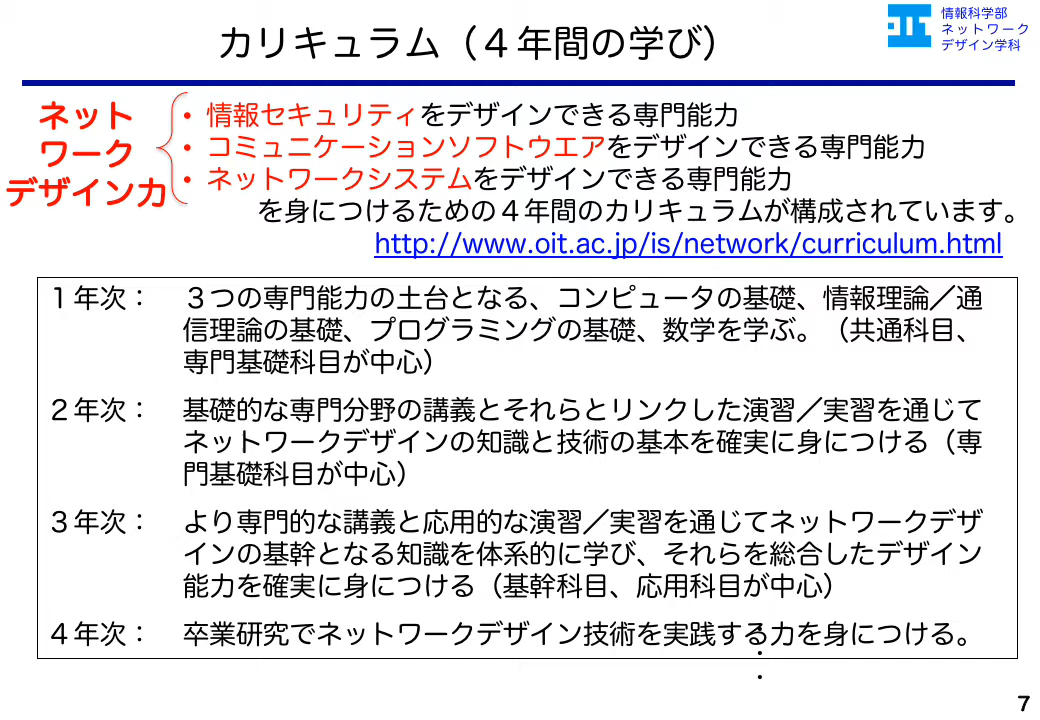 カリキュラム（４年間の学び）
情報科学部
ネットワーク
デザイン学科
ネット
ワーク
デザイン力
・情報セキュリティをデザインできる専門能力
・コミュニケーションソフトウエアをデザインできる専門能力
・ネットワークシステムをデザインできる専門能力
を身につけるための４年間のカリキュラムが構成されています。
http://www.oit.ac.jp/is/network/curriculum.html
１年次： ３つの専門能力の土台となる、コンピュータの基礎、情報理論／通
信理論の基礎、プログラミングの基礎、数学を学ぶ。（共通科目、
専門基礎科目が中心）
２年次： 基礎的な専門分野の講義とそれらとリンクした演習／実習を通じて
ネットワークデザインの知識と技術の基本を確実に身につける（専
門基礎科目が中心）
３年次： より専門的な講義と応用的な演習／実習を通じてネットワークデザ
インの基幹となる知識を体系的に学び、それらを総合したデザイン
能力を確実に身につける（基幹科目、応用科目が中心）
４年次： 卒業研究でネットワークデザイン技術を実践する力を身につける。
7